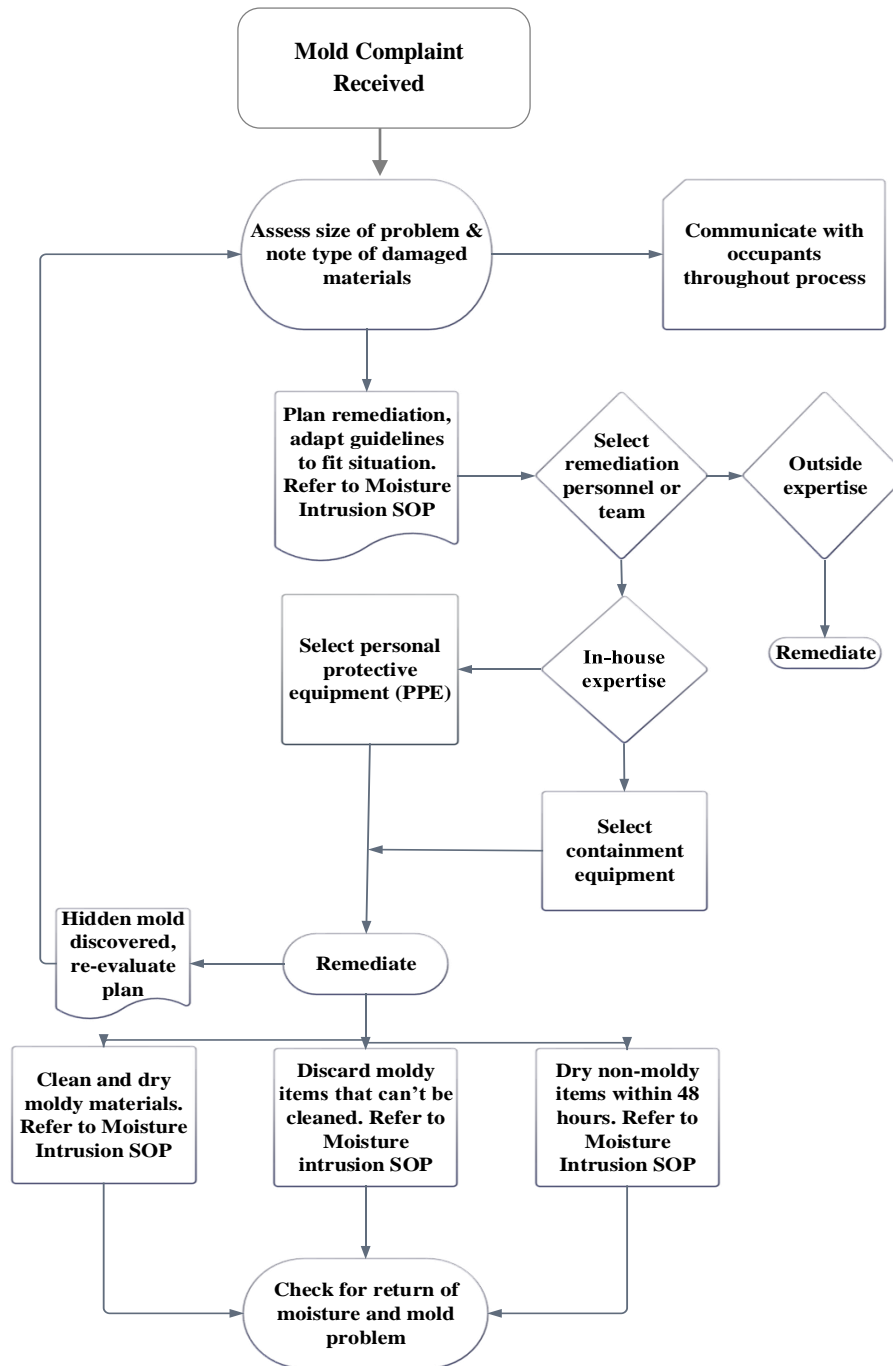 Mold Complaint
Received
Assess size of problem &
note type of damaged
materials
Communicate with
occupants
throughout process
Plan remediation,
adapt guidelines
to fit situation.
Refer to Moisture
Intrusion SOP
Select
remediation
personnel or
team
Outside
expertise
Remediate
In-house
expertise
Select personal
protective
equipment (PPE)
Select
containment
equipment
Hidden mold
discovered,
re-evaluate
plan
Remediate
Clean and dry
moldy materials.
Refer to Moisture
Intrusion SOP
Discard moldy
items that can’t be
cleaned. Refer to
Moisture
intrusion SOP
Dry non-moldy
items within 48
hours. Refer to
Moisture
Intrusion SOP
Check for return of
moisture and mold
problem